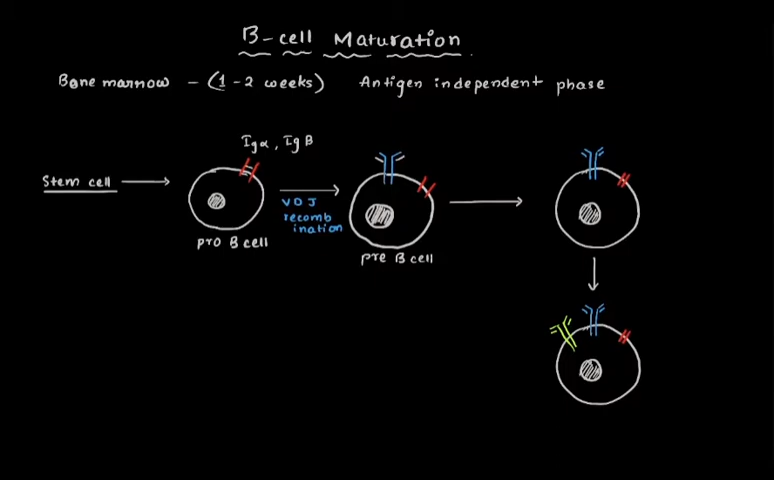 B-cell Maturation
Bone marrow - (1-2 weeks) Antigen independent phase
Igα, Igβ
Stem cell
VDJ
recomb
ination
pro B cell
pre B cell